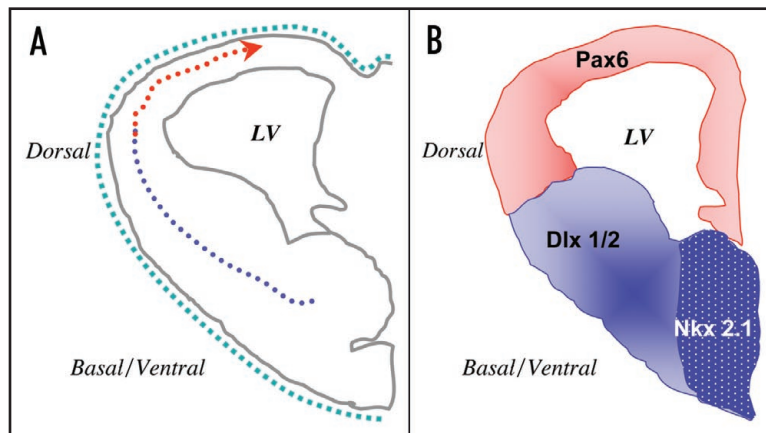 A
LV
Dorsal
Basal/Ventral
B
Pax6
LV
Dorsal
Dlx 1/2
Nkx 2.1
Basal/Ventral